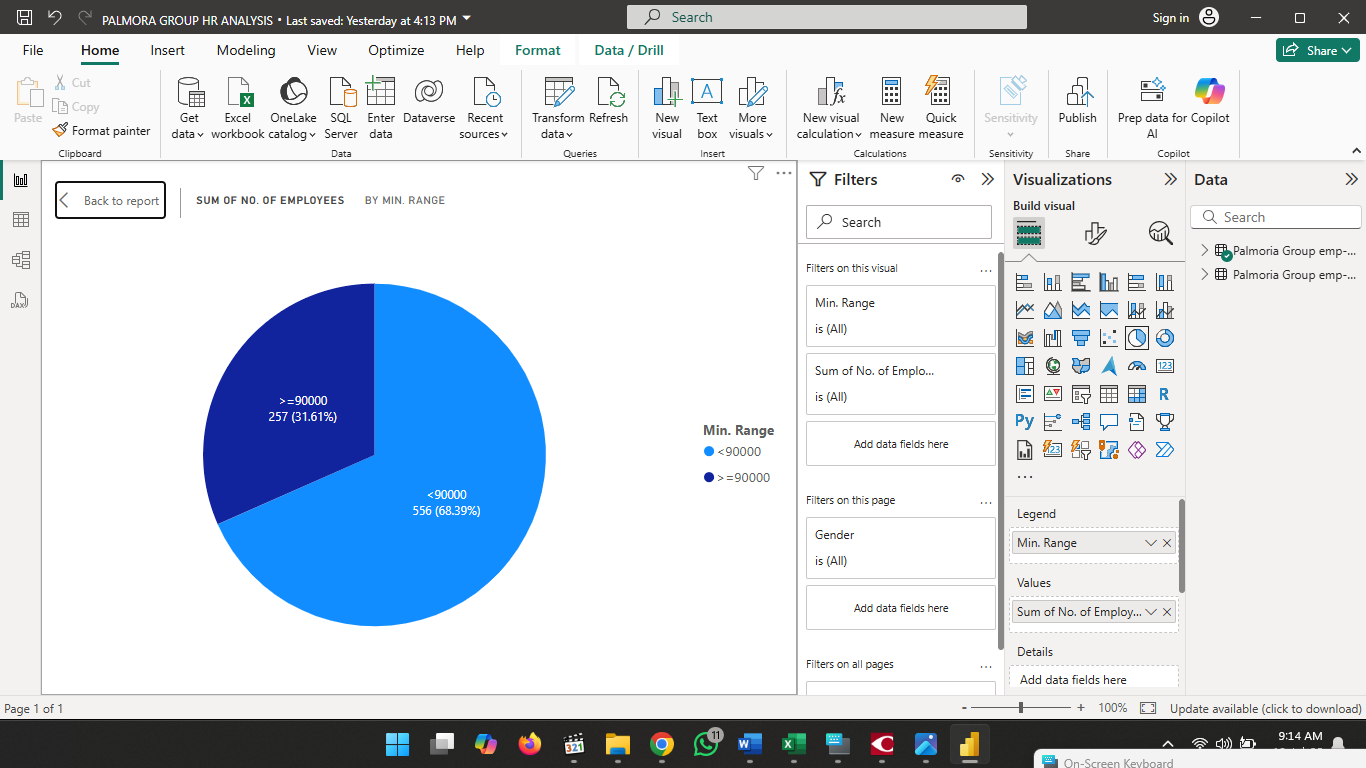 PALMORA GROUP HR ANALYSIS • Last saved: Yesterday at 4:13 PM
Search
Sign in
File
Home
Insert
Modeling
View
Optimize
Help
Format
Data / Drill
Share
Paste
Cut
Copy
Format painter
Clipboard
Get data
Excel workbook
OneLake catalog
SQL Server
Enter data
Dataverse
Recent sources
Data
Transform data
Refresh
Queries
New visual
Text box
More visuals
Insert
New visual calculation
New measure
Quick measure
Calculations
Sensitivity
Sensitivity
Publish
Share
Prep data for AI
Copilot
Copilot
Back to report
SUM OF NO. OF EMPLOYEES
BY MIN. RANGE
>=90000
257 (31.61%)
<90000
556 (68.39%)
Min. Range
<90000
>=90000
Filters
Search
Filters on this visual
...
Min. Range
is (All)
Sum of No. of Emplo...
is (All)
Add data fields here
Filters on this page
...
Gender
is (All)
Add data fields here
Filters on all pages
...
Visualizations
Build visual
123
R
Py
123
...
Legend
Min. Range
Values
Sum of No. of Employ...
Details
Add data fields here
Data
Search
Palmoria Group emp-...
Palmoria Group emp-...
DAX
Page 1 of 1
- + 100%
Update available (click to download)
321
11
9:14 AM
On-Screen Keyboard